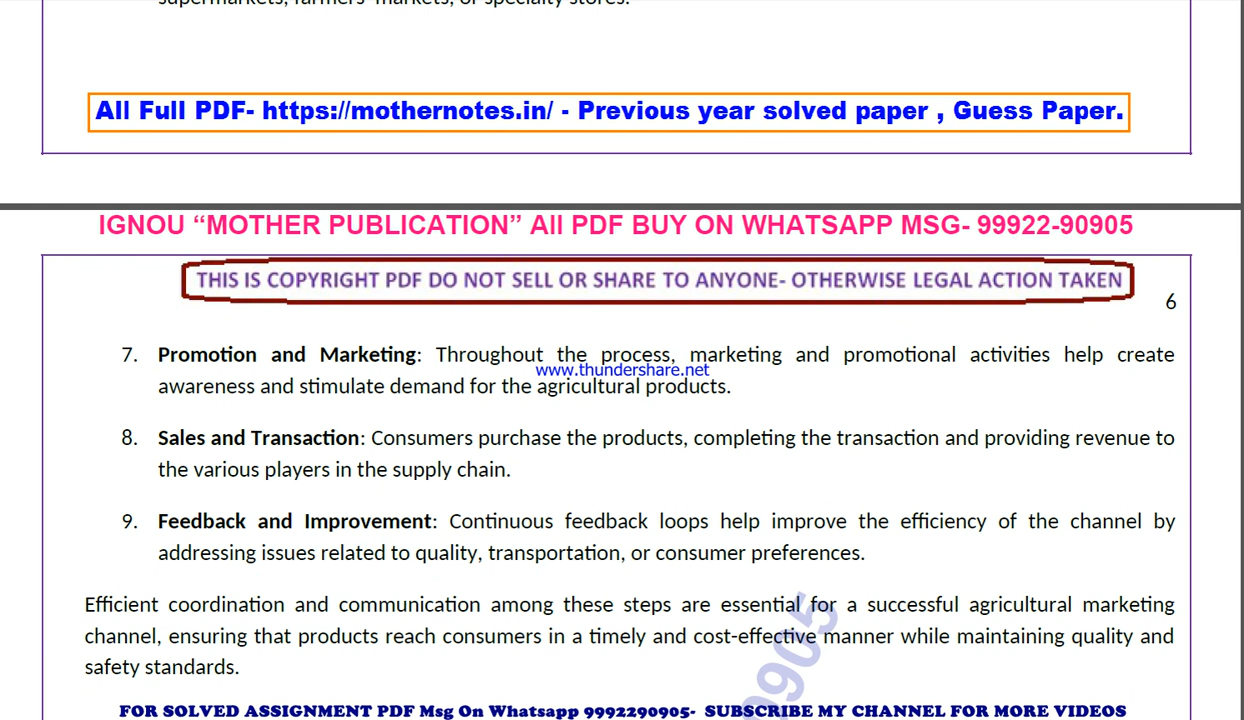 supermarkets, farmers' markets, or specialty stores.
All Full PDF- https://mothernotes.in/ - Previous year solved paper , Guess Paper.
IGNOU “MOTHER PUBLICATION” All PDF BUY ON WHATSAPP MSG- 99922-90905
THIS IS COPYRIGHT PDF DO NOT SELL OR SHARE TO ANYONE- OTHERWISE LEGAL ACTION TAKEN
6
7. Promotion and Marketing: Throughout the process, marketing and promotional activities help create
www.thundershare.net
awareness and stimulate demand for the agricultural products.
8. Sales and Transaction: Consumers purchase the products, completing the transaction and providing revenue to
the various players in the supply chain.
9. Feedback and Improvement: Continuous feedback loops help improve the efficiency of the channel by
addressing issues related to quality, transportation, or consumer preferences.
Efficient coordination and communication among these steps are essential for a successful agricultural marketing
channel, ensuring that products reach consumers in a timely and cost-effective manner while maintaining quality and
safety standards.
0905
FOR SOLVED ASSIGNMENT PDF Msg On Whatsapp 9992290905- SUBSCRIBE MY CHANNEL FOR MORE VIDEOS